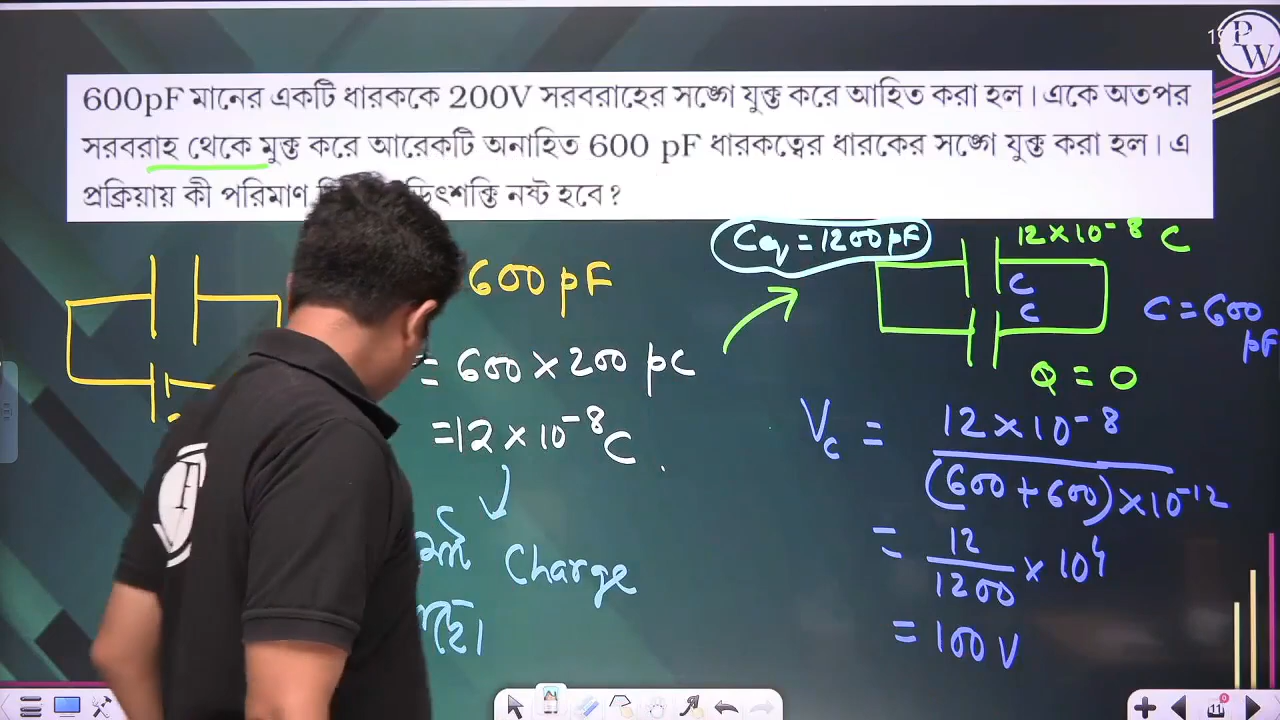 600pF মানের একটি ধারককে 200V সরবরাহের সঙ্গে যুক্ত করে আহিত করা হল। একে অতপর
সরবরাহ থেকে মুক্ত করে আরেকটি অনাহিত 600 pF ধারকত্বের ধারকের সঙ্গে যুক্ত করা হল। এ
প্রক্রিয়ায় কী পরিমাণ নষ্ট হবে?
600 pF
= 600 × 200 pC
=12 × 10⁻⁸ C
Charge
Ceq = 1200 pF
12×10⁻⁸ C
C
C
C = 600
pF
Q = 0
Vc = 12×10⁻⁸
(600+600)×10⁻¹²
= 12
1200 × 10⁴
= 100 V
PW
11